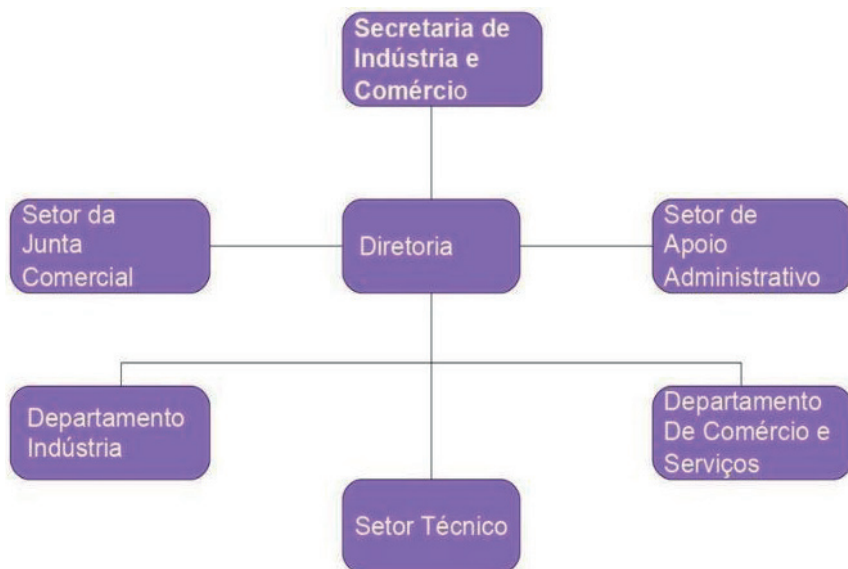 Secretaria de
Indústria e
Comércio
Setor da
Junta
Comercial
Diretoria
Setor de
Apoio
Administrativo
Departamento
Indústria
Departamento
De Comércio e
Serviços
Setor Técnico